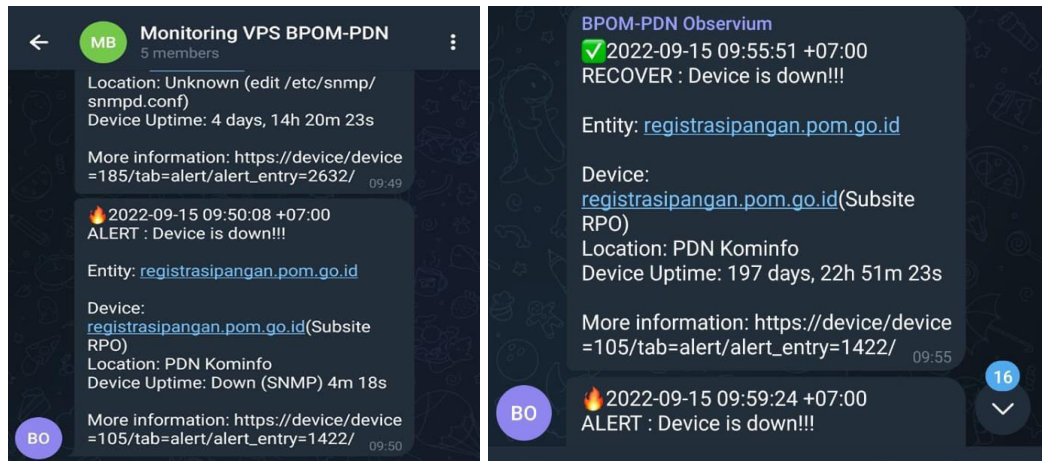 MB
Monitoring VPS BPOM-PDN
5 members
Location: Unknown (edit /etc/snmp/
snmpd.conf)
Device Uptime: 4 days, 14h 20m 23s
More information: https://device/device
=185/tab=alert/alert_entry=2632/ 09:49
🔥2022-09-15 09:50:08 +07:00
ALERT : Device is down!!!
Entity: registrasipangan.pom.go.id
Device:
registrasipangan.pom.go.id(Subsite
RPO)
Location: PDN Kominfo
Device Uptime: Down (SNMP) 4m 18s
More information: https://device/device
=105/tab=alert/alert_entry=1422/ 09:50
BO
BPOM-PDN Observium
✅2022-09-15 09:55:51 +07:00
RECOVER : Device is down!!!
Entity: registrasipangan.pom.go.id
Device:
registrasipangan.pom.go.id(Subsite
RPO)
Location: PDN Kominfo
Device Uptime: 197 days, 22h 51m 23s
More information: https://device/device
=105/tab=alert/alert_entry=1422/ 09:55
16
BO
🔥2022-09-15 09:59:24 +07:00
ALERT : Device is down!!!